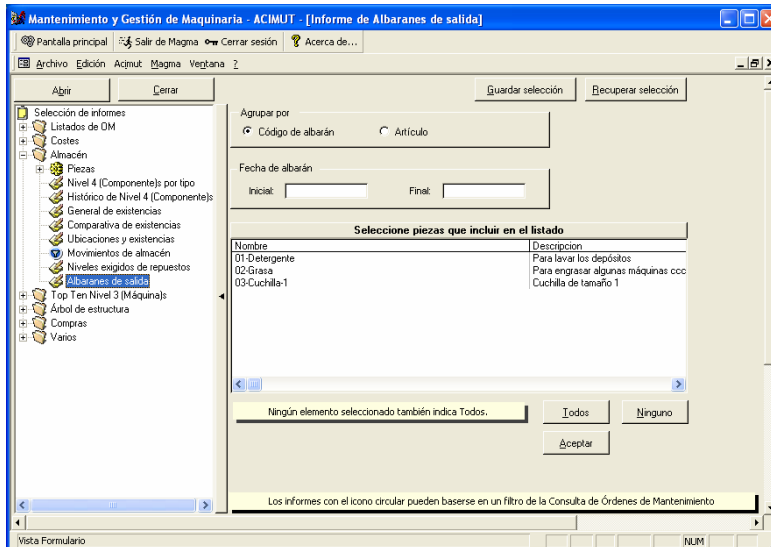 Mantenimiento y Gestión de Maquinaria - ACIMUT - [Informe de Albaranes de salida]
Pantalla principal Salir de Magma Cerrar sesión Acerca de...
Archivo Edición Acimut Magma Ventana ?
Abrir Cerrar Guardar selección Recuperar selección
Selección de informes
Listados de OM
Costes
Almacén
Piezas
Nivel 4 (Componente)s por tipo
Histórico de Nivel 4 (Componente)s
General de existencias
Comparativa de existencias
Ubicaciones y existencias
Movimientos de almacén
Niveles exigidos de repuestos
Albaranes de salida
Top Ten Nivel 3 (Máquina)s
Árbol de estructura
Compras
Varios
Agrupar por
Código de albarán Artículo
Fecha de albarán
Inicial: Final:
Seleccione piezas que incluir en el listado
Nombre Descripcion
01-Detergente Para lavar los depósitos
02-Grasa Para engrasar algunas máquinas ccc
03-Cuchilla-1 Cuchilla de tamaño 1
Ningún elemento seleccionado también indica Todos.
Todos Ninguno
Aceptar
Los informes con el icono circular pueden baserse en un filtro de la Consulta de Órdenes de Mantenimiento
Vista Formulario NUM